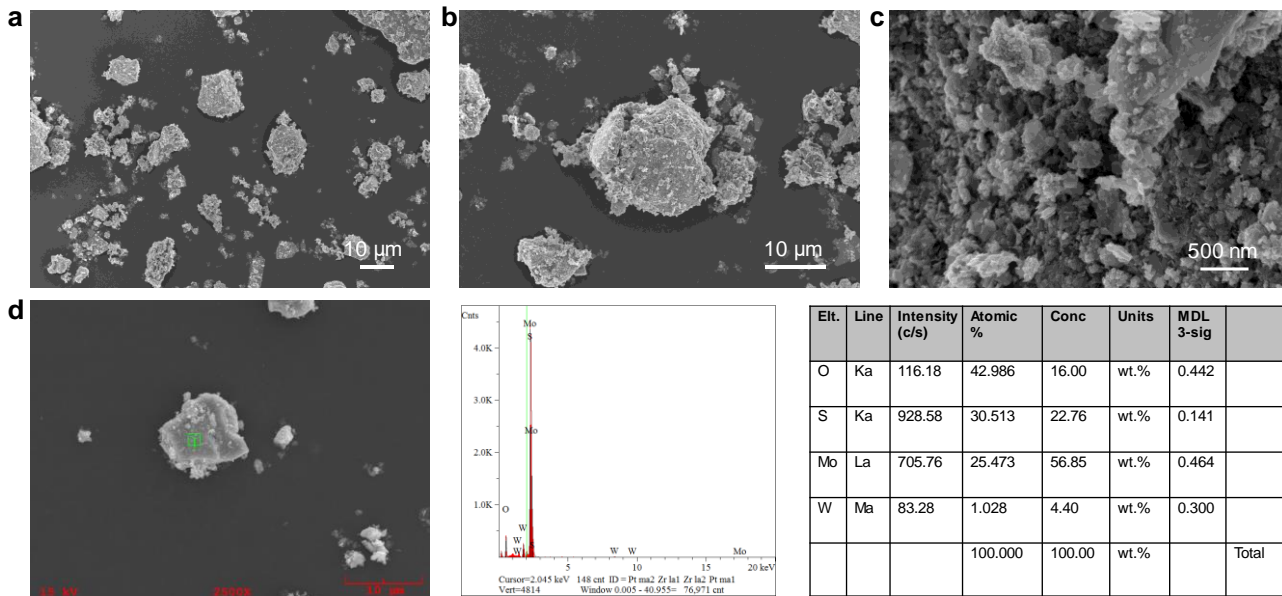 a
b
c
10 µm
10 µm
500 nm
d
Cnts
Mo
S
4.0K
3.0K
Mo
2.0K
1.0K
O
W
W
W
W
W
Mo
5
10
15
20 keV
Cursor=2.045 keV 148 cnt ID = Pt ma2 Zr la1 Zr la2 Pt ma1
Vert=4814 Window 0.005 - 40.955= 76,971 cnt
Elt. Line Intensity (c/s) Atomic % Conc Units MDL 3-sig
O Ka 116.18 42.986 16.00 wt.% 0.442
S Ka 928.58 30.513 22.76 wt.% 0.141
Mo La 705.76 25.473 56.85 wt.% 0.464
W Ma 83.28 1.028 4.40 wt.% 0.300
100.000 100.00 wt.% Total